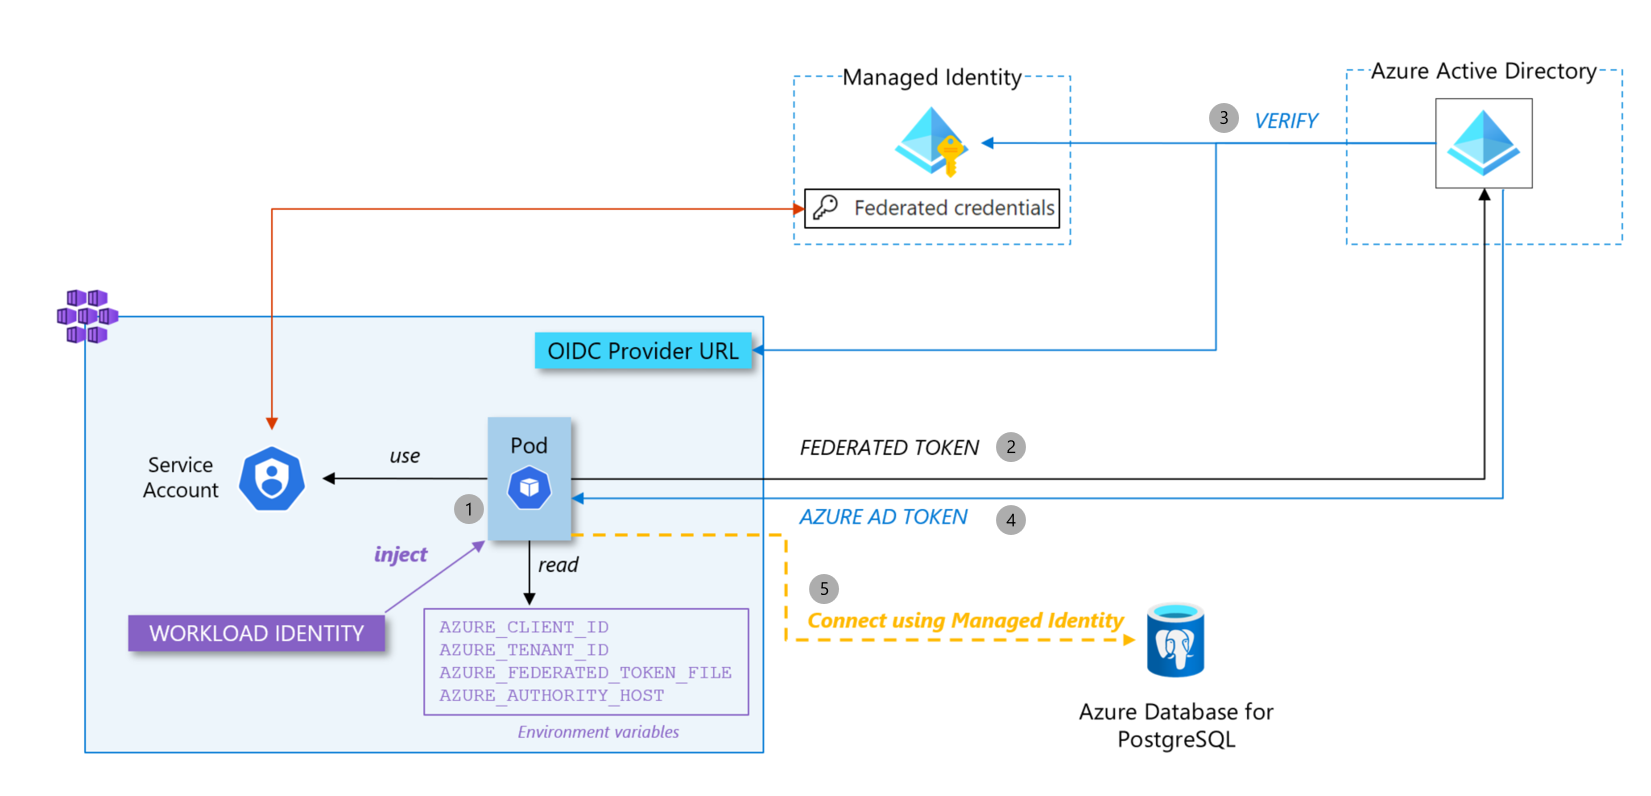 Managed Identity
Azure Active Directory
3
VERIFY
Federated credentials
OIDC Provider URL
Pod
Service
Account
use
FEDERATED TOKEN
2
1
AZURE AD TOKEN
4
inject
read
5
Connect using Managed Identity
WORKLOAD IDENTITY
AZURE_CLIENT_ID
AZURE_TENANT_ID
AZURE_FEDERATED_TOKEN_FILE
AZURE_AUTHORITY_HOST
Environment variables
Azure Database for
PostgreSQL